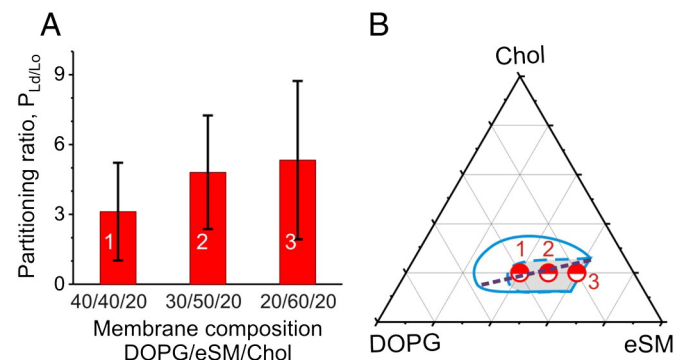 A
Partitioning ratio, P Ld/Lo
9
6
3
0
1
2
3
40/40/20 30/50/20 20/60/20
Membrane composition
DOPG/eSM/Chol
B
Chol
1 2
3
DOPG eSM